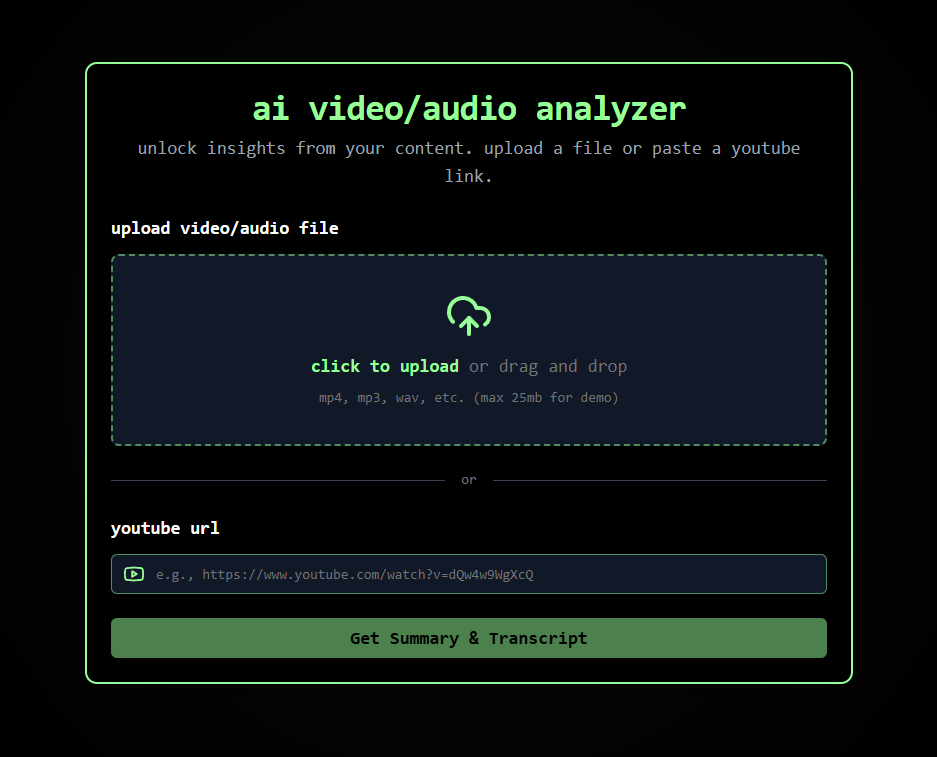 ai video/audio analyzer
unlock insights from your content. upload a file or paste a youtube
link.
upload video/audio file
click to upload or drag and drop
mp4, mp3, wav, etc. (max 25mb for demo)
or
youtube url
e.g., https://www.youtube.com/watch?v=dQw4w9WgXcQ
Get Summary & Transcript